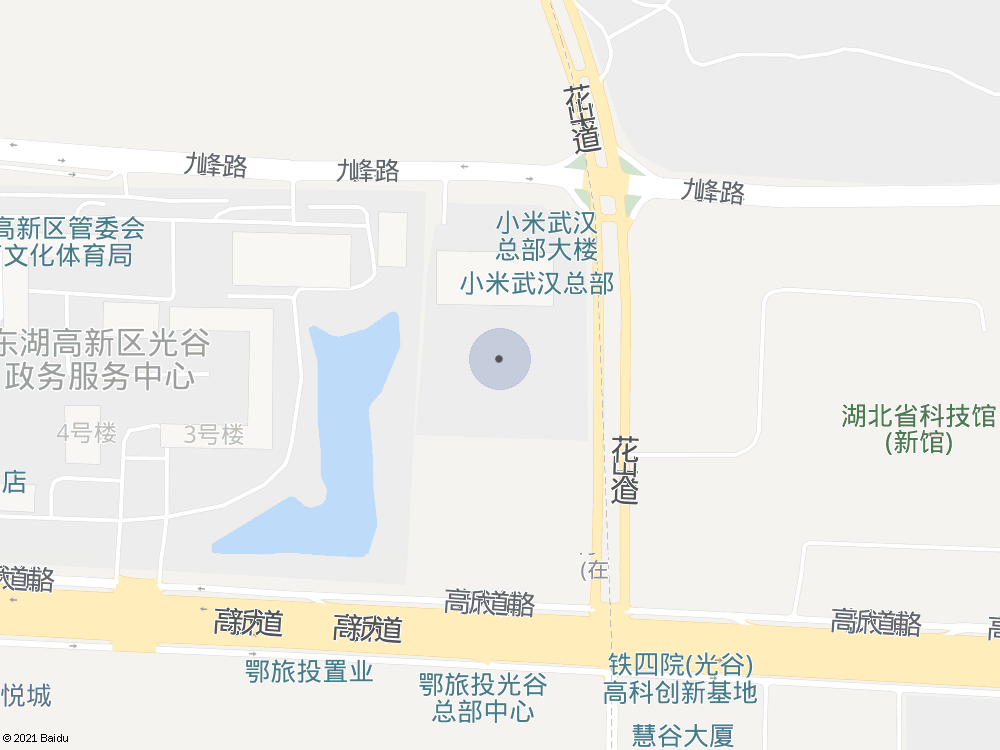 花山大道
九峰路
九峰路
九峰路
小米武汉
总部大楼
小米武汉总部
高新区管委会
文化体育局
东湖高新区光谷
政务服务中心
4号楼
3号楼
湖北省科技馆
(新馆)
花山大道
店
(在
道辅路
高新大道辅路
高新大道辅路
高
高新大道
高新大道
鄂旅投置业
鄂旅投光谷
总部中心
铁四院(光谷)
高科创新基地
悦城
慧谷大厦
© 2021 Baidu